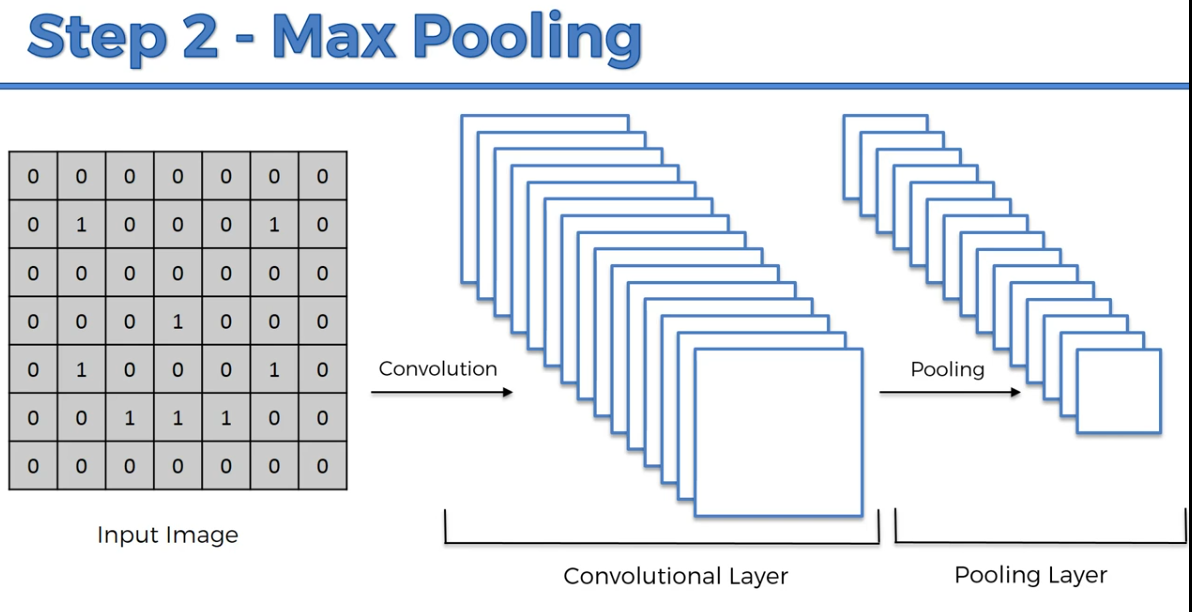 Step 2 - Max Pooling
0 0 0 0 0 0 0
0 1 0 0 0 1 0
0 0 0 0 0 0 0
0 0 0 1 0 0 0
0 1 0 0 0 1 0
0 0 1 1 1 0 0
0 0 0 0 0 0 0
Input Image
Convolution
Convolutional Layer
Pooling
Pooling Layer